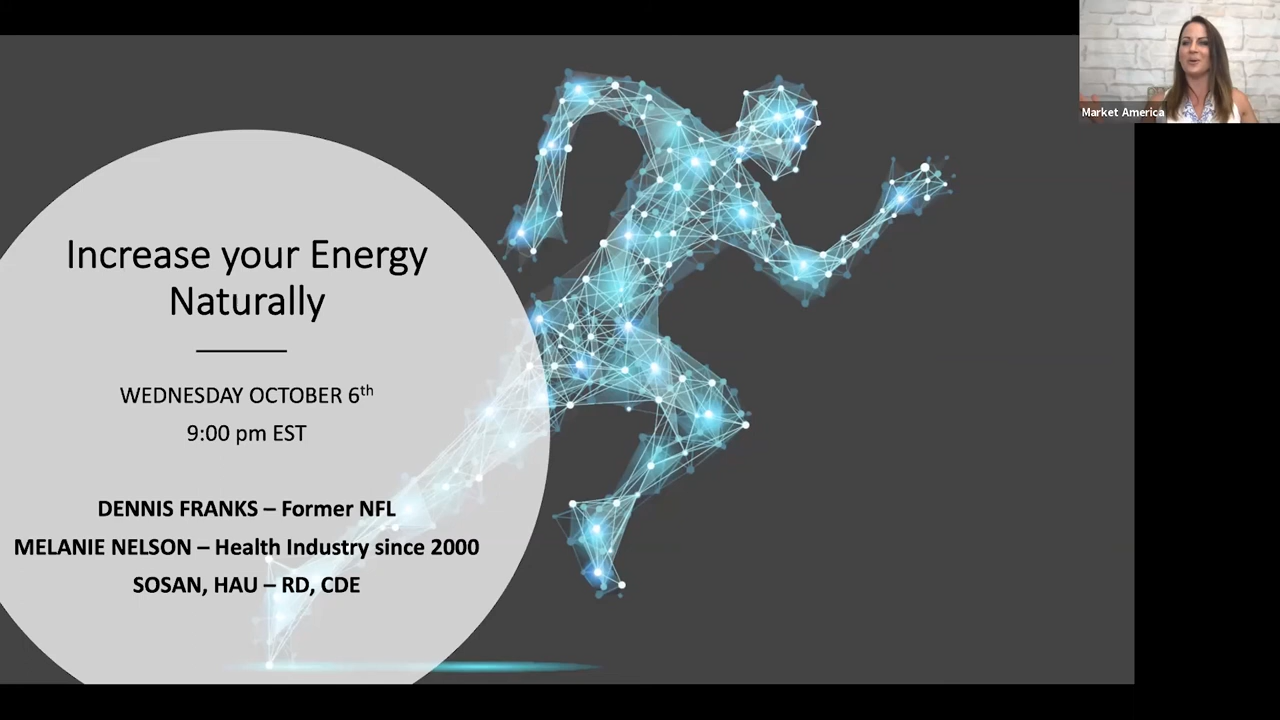 Increase your Energy
Naturally
WEDNESDAY OCTOBER 6th
9:00 pm EST
DENNIS FRANKS – Former NFL
MELANIE NELSON – Health Industry since 2000
SOSAN, HAU – RD, CDE
Market America